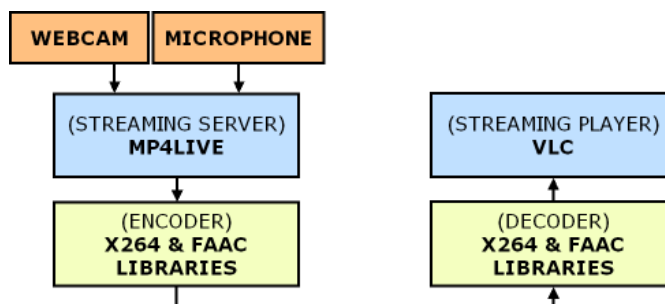 WEBCAM
MICROPHONE
(STREAMING SERVER)
MP4LIVE
(STREAMING PLAYER)
VLC
(ENCODER)
X264 & FAAC
LIBRARIES
(DECODER)
X264 & FAAC
LIBRARIES